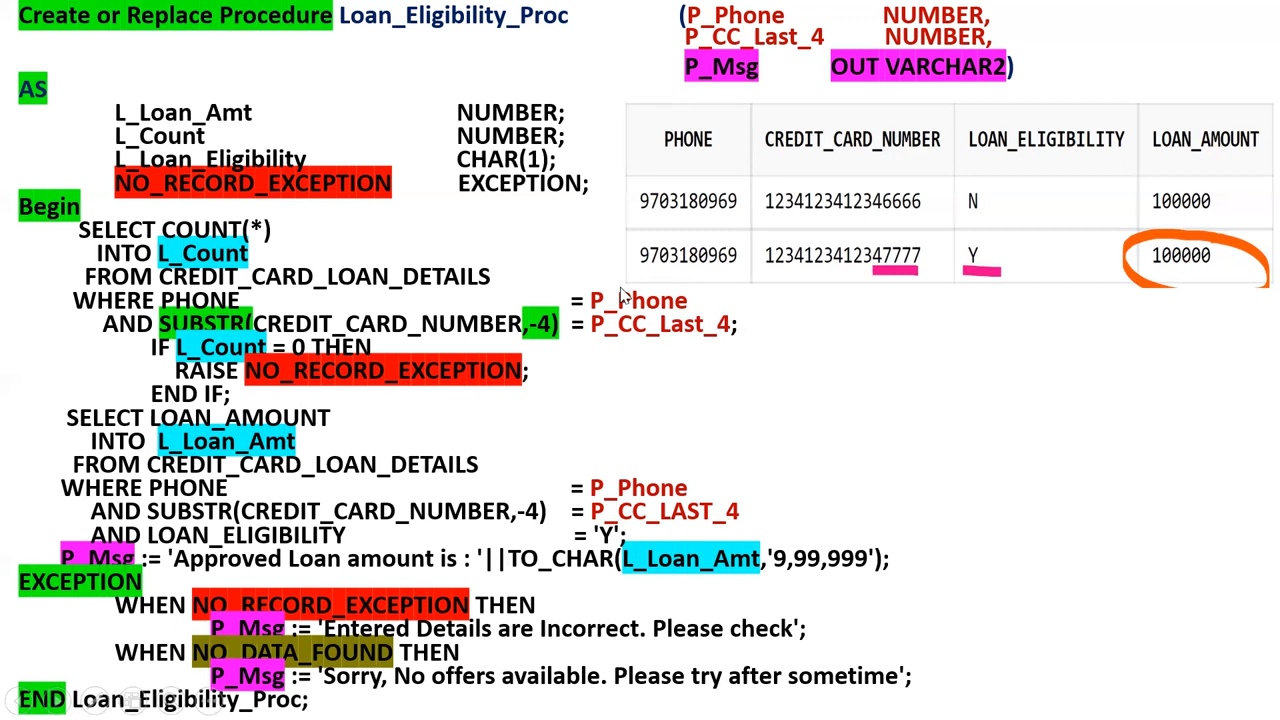 Create or Replace Procedure Loan_Eligibility_Proc (P_Phone NUMBER,
P_CC_Last_4 NUMBER,
P_Msg OUT VARCHAR2)
AS
L_Loan_Amt NUMBER;
L_Count NUMBER;
L_Loan_Eligibility CHAR(1);
NO_RECORD_EXCEPTION EXCEPTION;
Begin
SELECT COUNT(*)
INTO L_Count
FROM CREDIT_CARD_LOAN_DETAILS
WHERE PHONE = P_Phone
AND SUBSTR(CREDIT_CARD_NUMBER,-4) = P_CC_Last_4;
IF L_Count = 0 THEN
RAISE NO_RECORD_EXCEPTION;
END IF;
SELECT LOAN_AMOUNT
INTO L_Loan_Amt
FROM CREDIT_CARD_LOAN_DETAILS
WHERE PHONE = P_Phone
AND SUBSTR(CREDIT_CARD_NUMBER,-4) = P_CC_LAST_4
AND LOAN_ELIGIBILITY = 'Y';
P_Msg := 'Approved Loan amount is : '||TO_CHAR(L_Loan_Amt,'9,99,999');
EXCEPTION
WHEN NO_RECORD_EXCEPTION THEN
P_Msg := 'Entered Details are Incorrect. Please check';
WHEN NO_DATA_FOUND THEN
P_Msg := 'Sorry, No offers available. Please try after sometime';
END Loan_Eligibility_Proc;
PHONE CREDIT_CARD_NUMBER LOAN_ELIGIBILITY LOAN_AMOUNT
9703180969 1234123412346666 N 100000
9703180969 1234123412347777 Y 100000